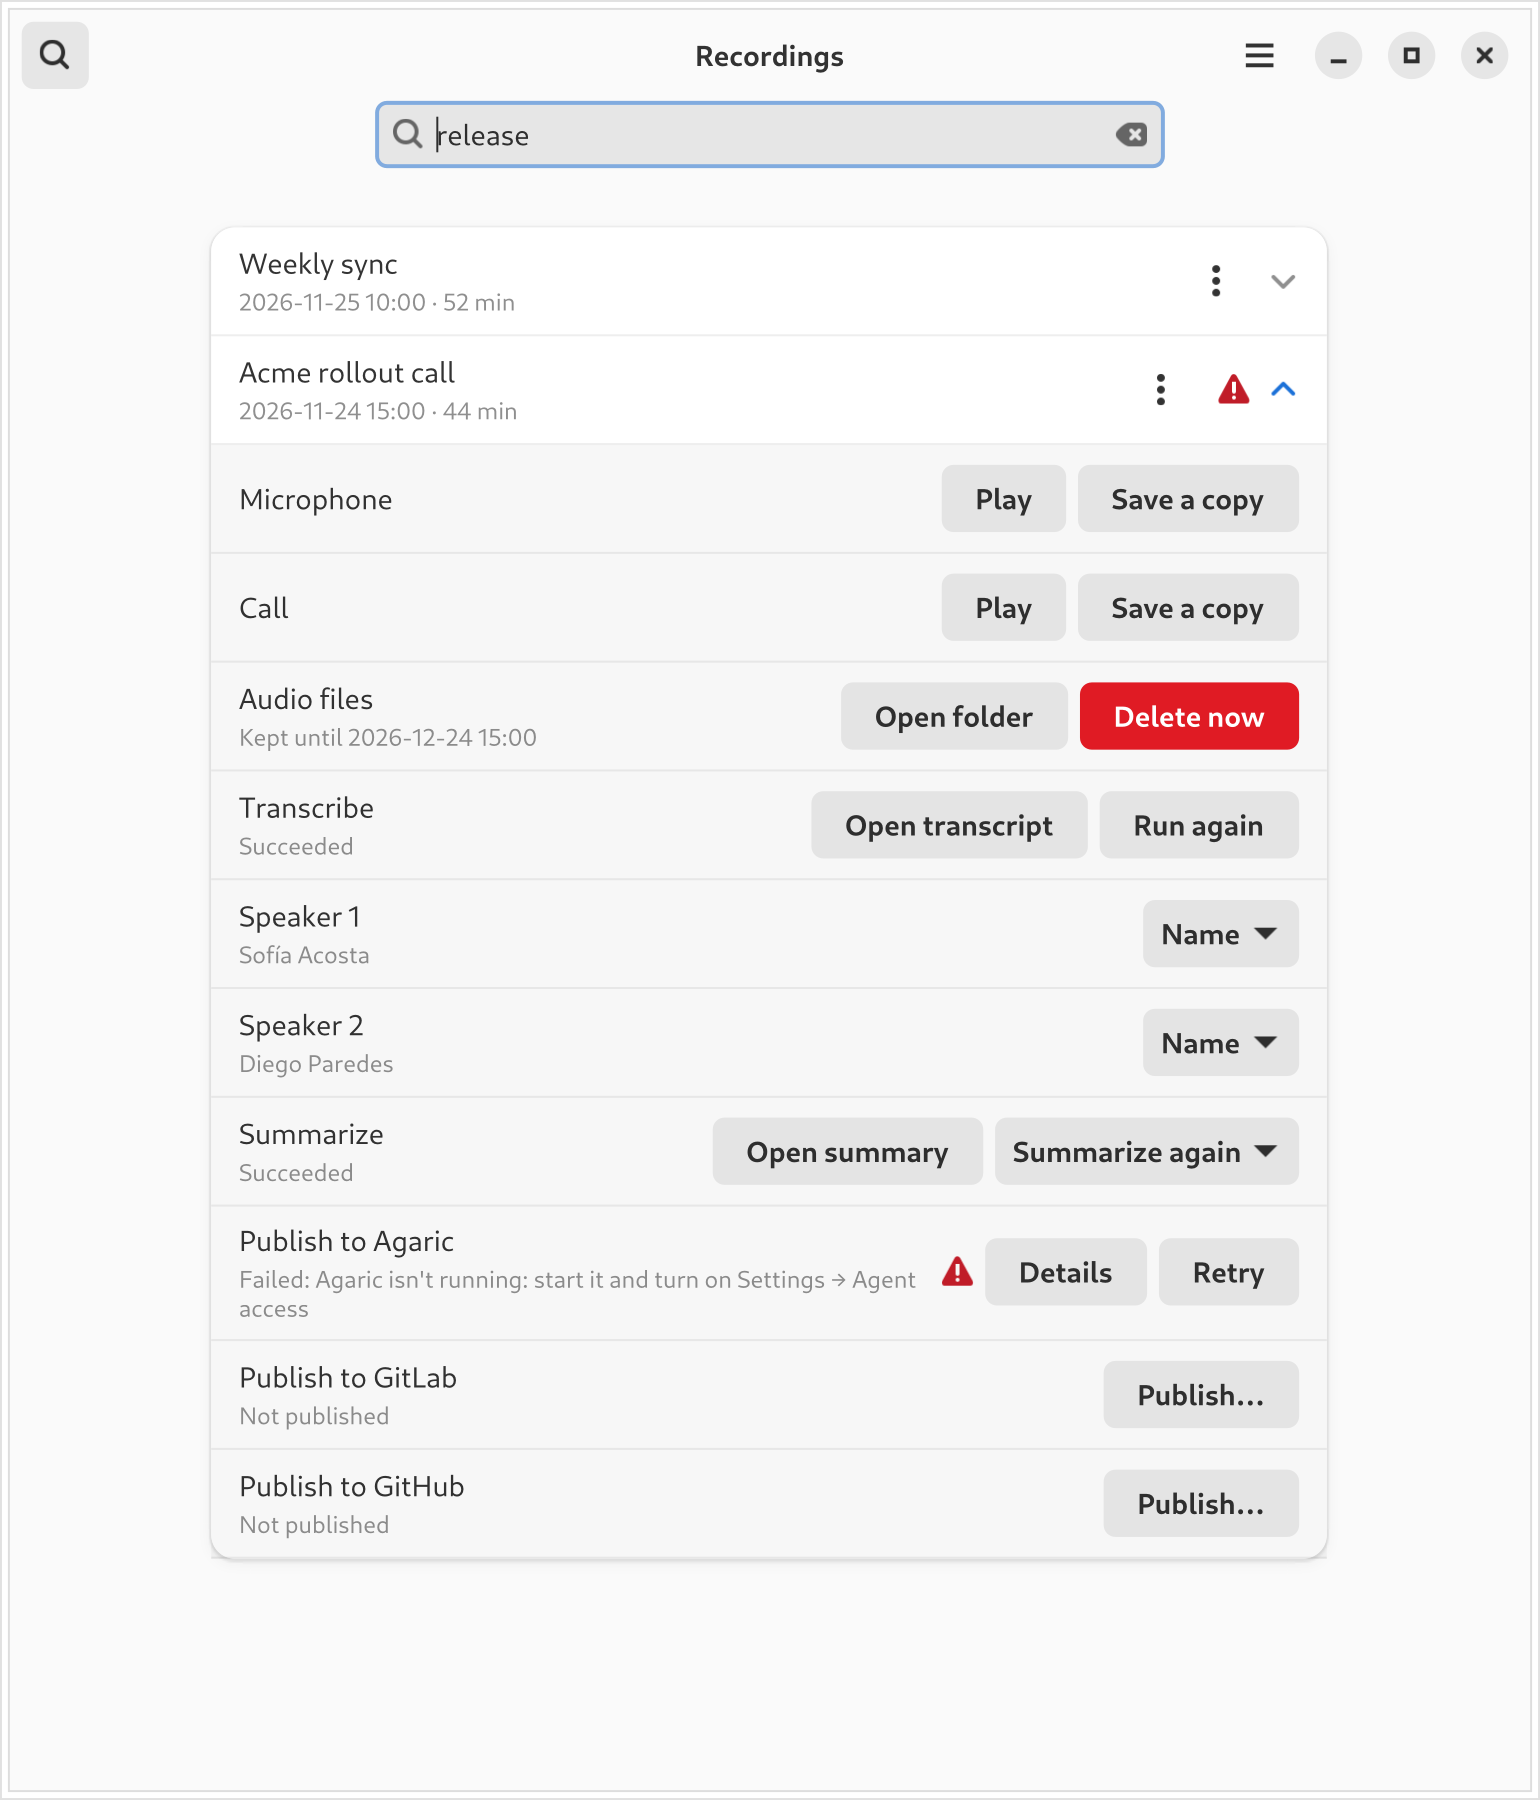 Recordings
release
Weekly sync
2026-11-25 10:00 · 52 min
Acme rollout call
2026-11-24 15:00 · 44 min
Microphone
Play
Save a copy
Call
Play
Save a copy
Audio files
Kept until 2026-12-24 15:00
Open folder
Delete now
Transcribe
Succeeded
Open transcript
Run again
Speaker 1
Sofía Acosta
Name
Speaker 2
Diego Paredes
Name
Summarize
Succeeded
Open summary
Summarize again
Publish to Agaric
Failed: Agaric isn't running: start it and turn on Settings → Agent
access
Details
Retry
Publish to GitLab
Not published
Publish...
Publish to GitHub
Not published
Publish...